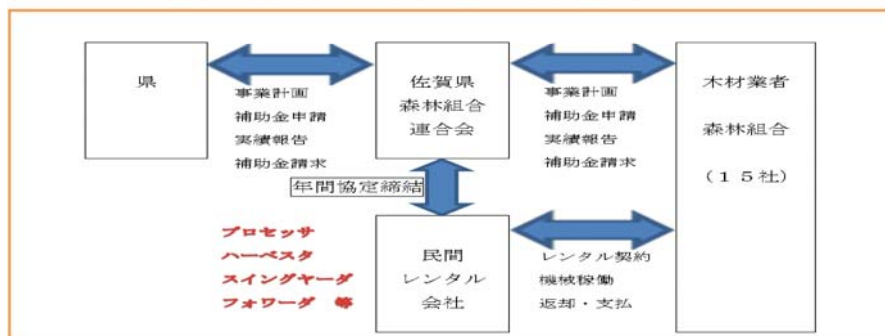 県
事業計画
補助金申請
実績報告
補助金請求
佐賀県
森林組合
連合会
事業計画
補助金申請
実績報告
補助金請求
木材業者
森林組合
(15社)
年間協定締結
プロセッサ
ハーベスタ
スイングヤーダ
フォワーダ 等
民間
レンタル
会社
レンタル契約
機械稼働
返却・支払